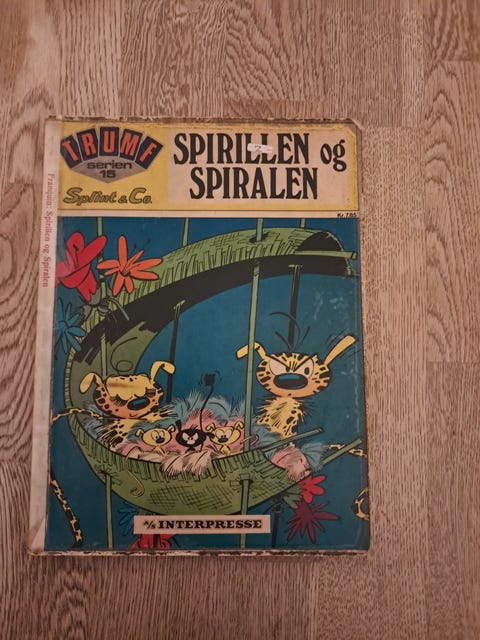 TRUMF
serien
15
Splint & Co.
SPIRILLEN og
SPIRALEN
Kr. 7.85
Franquin: Spirillen og Spiralen
A/S INTERPRESSE